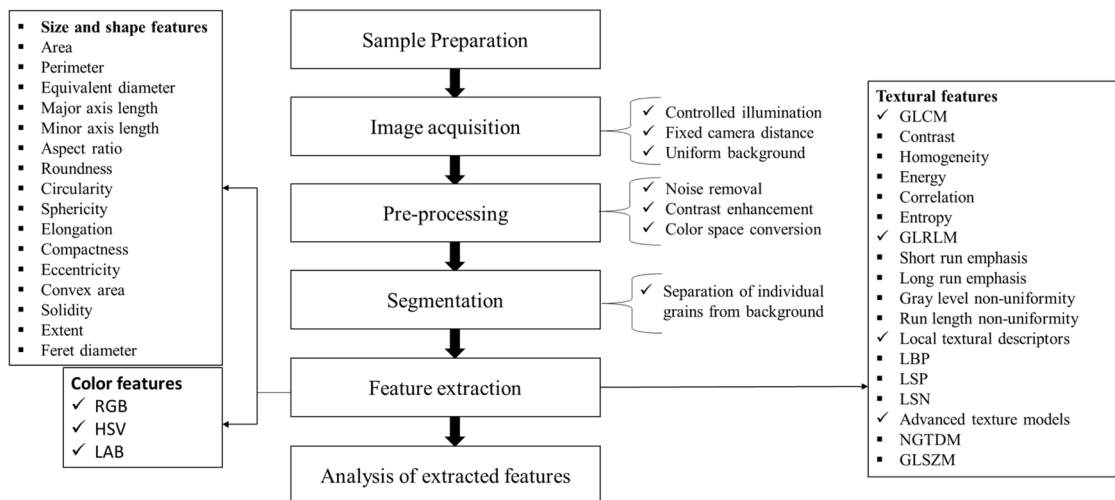 Size and shape features
Area
Perimeter
Equivalent diameter
Major axis length
Minor axis length
Aspect ratio
Roundness
Circularity
Sphericity
Elongation
Compactness
Eccentricity
Convex area
Solidity
Extent
Feret diameter
Color features
RGB
HSV
LAB
Sample Preparation
Image acquisition
Controlled illumination
Fixed camera distance
Uniform background
Pre-processing
Noise removal
Contrast enhancement
Color space conversion
Segmentation
Separation of individual
grains from background
Feature extraction
Analysis of extracted features
Textural features
GLCM
Contrast
Homogeneity
Energy
Correlation
Entropy
GLRLM
Short run emphasis
Long run emphasis
Gray level non-uniformity
Run length non-uniformity
Local textural descriptors
LBP
LSP
LSN
Advanced texture models
NGTDM
GLSZM